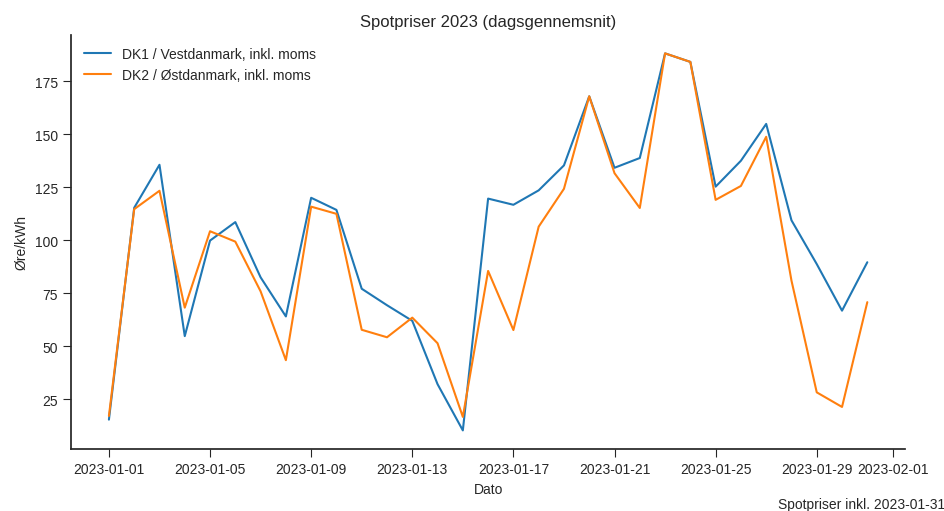 Spotpriser 2023 (dagsgennemsnit)
DK1 / Vestdanmark, inkl. moms
DK2 / Østdanmark, inkl. moms
175
150
125
100
75
50
25
Øre/kWh
2023-01-01 2023-01-05 2023-01-09 2023-01-13 2023-01-17 2023-01-21 2023-01-25 2023-01-29 2023-02-01
Dato
Spotpriser inkl. 2023-01-31